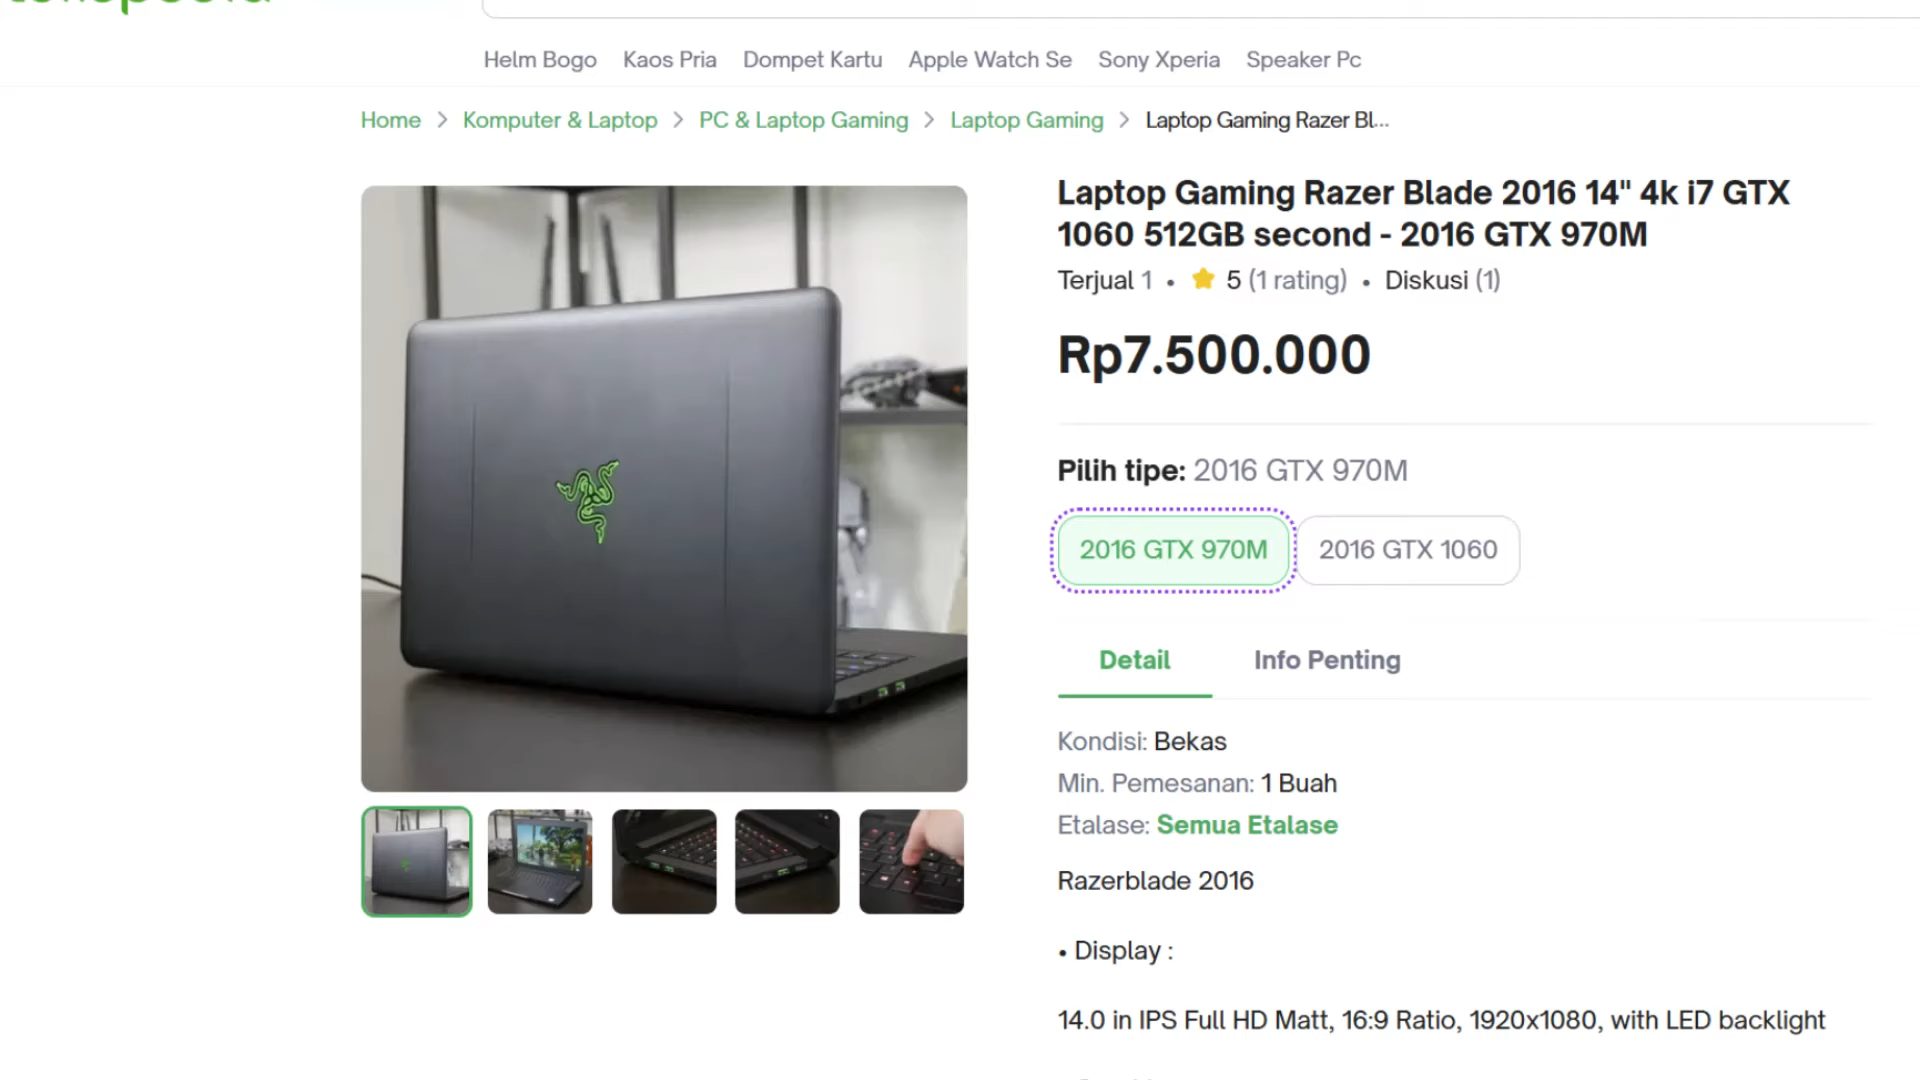 Helm Bogo Kaos Pria Dompet Kartu Apple Watch Se Sony Xperia Speaker Pc
Home > Komputer & Laptop > PC & Laptop Gaming > Laptop Gaming > Laptop Gaming Razer Bl...
Laptop Gaming Razer Blade 2016 14" 4k i7 GTX
1060 512GB second - 2016 GTX 970M
Terjual 1 • 5 (1 rating) • Diskusi (1)
Rp7.500.000
Pilih tipe: 2016 GTX 970M
2016 GTX 970M 2016 GTX 1060
Detail Info Penting
Kondisi: Bekas
Min. Pemesanan: 1 Buah
Etalase: Semua Etalase
Razerblade 2016
• Display :
14.0 in IPS Full HD Matt, 16:9 Ratio, 1920x1080, with LED backlight